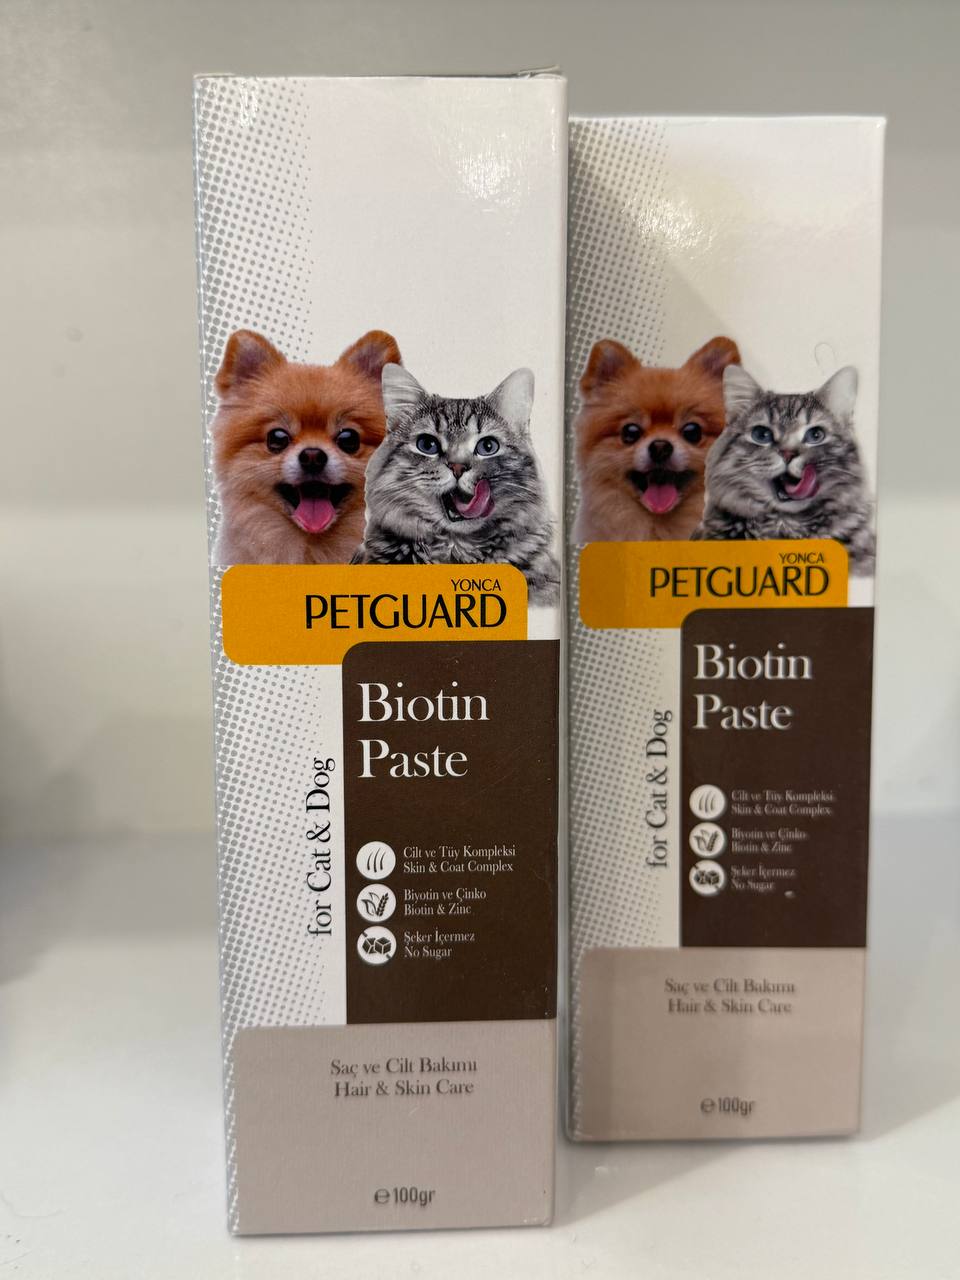 YONCA
PETGUARD
Biotin
Paste
for Cat & Dog
Cilt ve Tüy Kompleksi
Skin & Coat Complex
Biyotin ve Çinko
Biotin & Zinc
Şeker İçermez
No Sugar
Saç ve Cilt Bakımı
Hair & Skin Care
℮100gr
YONCA
PETGUARD
Biotin
Paste
for Cat & Dog
Cilt ve Tüy Kompleksi
Skin & Coat Complex
Biyotin ve Çinko
Biotin & Zinc
Şeker İçermez
No Sugar
Saç ve Cilt Bakımı
Hair & Skin Care
℮100gr